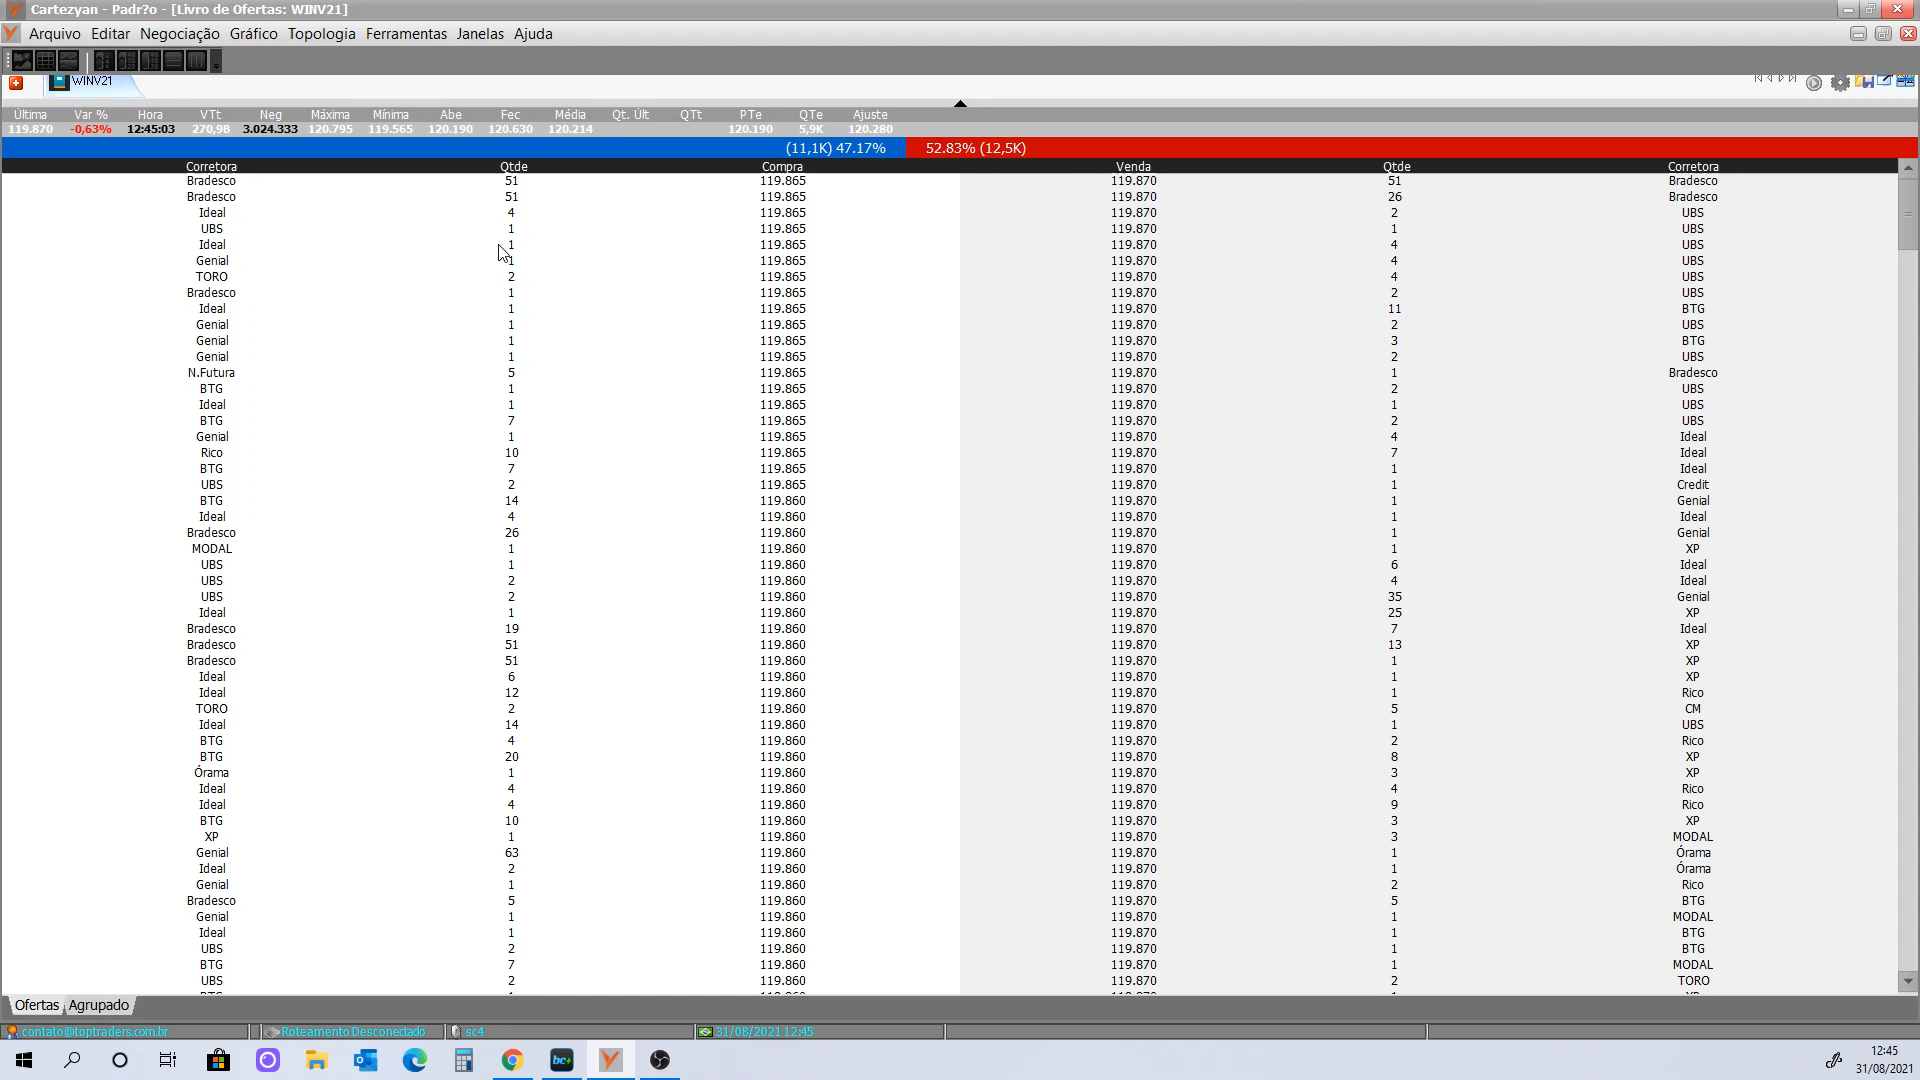 Cartezyan - Padr?o - [Livro de Ofertas: WINV21]
Arquivo Editar Negociação Gráfico Topologia Ferramentas Janelas Ajuda
WINV21
Última Var % Hora VTt Neg Máxima Mínima Abe Fec Média Qt. Últ QTt PTe QTe Ajuste
119.870 -0,63% 12:45:03 270,9B 3.024.333 120.795 119.565 120.190 120.630 120.214 120.190 5,9K 120.280
(11,1K) 47.17% 52.83% (12,5K)
Corretora Qtde Compra Venda Qtde Corretora
Bradesco 51 119.865 119.870 51 Bradesco
Bradesco 51 119.865 119.870 26 Bradesco
Ideal 4 119.865 119.870 2 UBS
UBS 1 119.865 119.870 1 UBS
Ideal 1 119.865 119.870 4 UBS
Genial 1 119.865 119.870 4 UBS
TORO 2 119.865 119.870 4 UBS
Bradesco 1 119.865 119.870 2 UBS
Ideal 1 119.865 119.870 11 BTG
Genial 1 119.865 119.870 2 UBS
Genial 1 119.865 119.870 3 BTG
Genial 1 119.865 119.870 2 UBS
N.Futura 5 119.865 119.870 1 Bradesco
BTG 1 119.865 119.870 2 UBS
Ideal 1 119.865 119.870 1 UBS
BTG 7 119.865 119.870 2 UBS
Genial 1 119.865 119.870 4 Ideal
Rico 10 119.865 119.870 7 Ideal
BTG 7 119.865 119.870 1 Ideal
UBS 2 119.865 119.870 1 Credit
BTG 14 119.860 119.870 1 Genial
Ideal 4 119.860 119.870 1 Ideal
Bradesco 26 119.860 119.870 1 Genial
MODAL 1 119.860 119.870 1 XP
UBS 1 119.860 119.870 6 Ideal
UBS 2 119.860 119.870 4 Ideal
UBS 2 119.860 119.870 35 Genial
Ideal 1 119.860 119.870 25 XP
Bradesco 19 119.860 119.870 7 Ideal
Bradesco 51 119.860 119.870 13 XP
Bradesco 51 119.860 119.870 1 XP
Ideal 6 119.860 119.870 1 XP
Ideal 12 119.860 119.870 1 Rico
TORO 2 119.860 119.870 5 CM
Ideal 14 119.860 119.870 1 UBS
BTG 4 119.860 119.870 2 Rico
BTG 20 119.860 119.870 8 XP
Órama 1 119.860 119.870 3 XP
Ideal 4 119.860 119.870 4 Rico
Ideal 4 119.860 119.870 9 Rico
BTG 10 119.860 119.870 3 XP
XP 1 119.860 119.870 3 MODAL
Genial 63 119.860 119.870 1 Órama
Ideal 2 119.860 119.870 1 Órama
Genial 1 119.860 119.870 2 Rico
Bradesco 5 119.860 119.870 5 BTG
Genial 1 119.860 119.870 1 MODAL
Ideal 1 119.860 119.870 1 BTG
UBS 2 119.860 119.870 1 BTG
BTG 7 119.860 119.870 1 MODAL
UBS 2 119.860 119.870 2 TORO
Ofertas Agrupado
contato@toptraders.com.br Roteamento Desconectado sc4 31/08/2021 12:45
bc+
12:45
31/08/2021